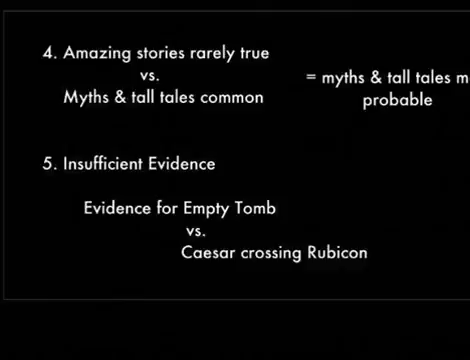 4. Amazing stories rarely true
vs.
Myths & tall tales common
= myths & tall tales
probable
5. Insufficient Evidence
Evidence for Empty Tomb
vs.
Caesar crossing Rubicon